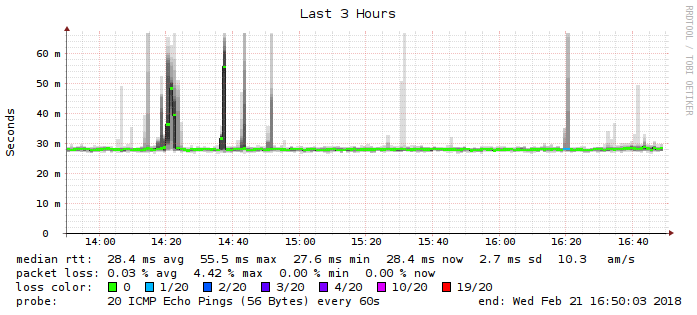 Last 3 Hours
RRDTOOL / TOBI OETIKER
Seconds
60 m
50 m
40 m
30 m
20 m
10 m
0
14:00 14:20 14:40 15:00 15:20 15:40 16:00 16:20 16:40
median rtt: 28.4 ms avg 55.5 ms max 27.6 ms min 28.4 ms now 2.7 ms sd 10.3 am/s
packet loss: 0.03 % avg 4.42 % max 0.00 % min 0.00 % now
loss color: 0 1/20 2/20 3/20 4/20 10/20 19/20
probe: 20 ICMP Echo Pings (56 Bytes) every 60s end: Wed Feb 21 16:50:03 2018